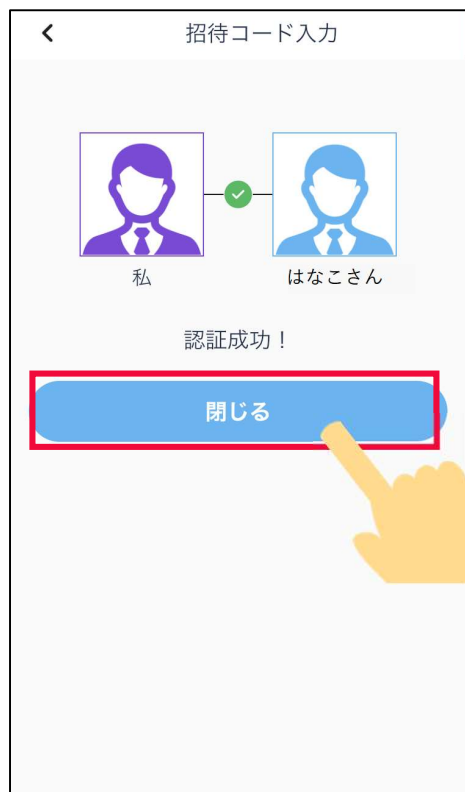 招待コード入力
私
はなこさん
認証成功！
閉じる